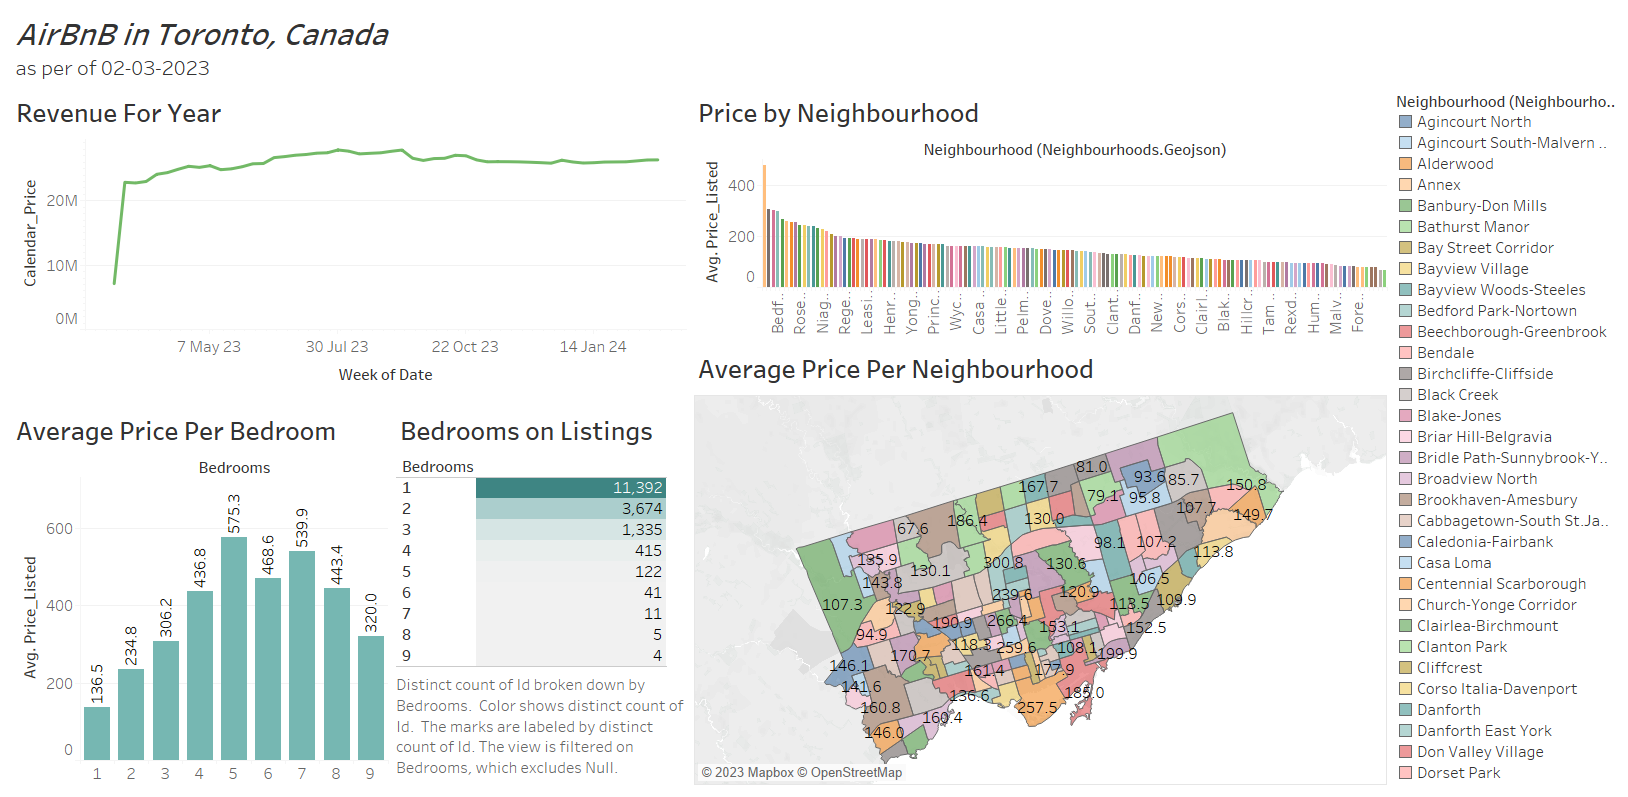 AirBnB in Toronto, Canada
as per of 02-03-2023
Revenue For Year
Calendar_Price
20M
10M
0M
7 May 23
30 Jul 23
22 Oct 23
14 Jan 24
Week of Date
Price by Neighbourhood
Neighbourhood (Neighbourhoods.Geojson)
Avg. Price_Listed
400
200
0
Bedf..
Rose..
Niag..
Rege..
Leasi..
Henr..
Yong..
Princ..
Wyc..
Casa ..
Little..
Pelm..
Dove..
Willo..
Sout..
Clant..
Danf..
New..
Cors..
Clairl..
Blak..
Hillcr..
Tam ..
Rexd..
Hum..
Malv..
Fore..
Average Price Per Bedroom
Bedrooms
Avg. Price_Listed
600
400
200
0
136.5
234.8
306.2
436.8
575.3
468.6
539.9
443.4
320.0
1
2
3
4
5
6
7
8
9
Bedrooms on Listings
Bedrooms
1 11,392
2 3,674
3 1,335
4 415
5 122
6 41
7 11
8 5
9 4
Distinct count of Id broken down by
Bedrooms. Color shows distinct count of
Id. The marks are labeled by distinct
count of Id. The view is filtered on
Bedrooms, which excludes Null.
Average Price Per Neighbourhood
81.0
93.6
85.7
150.8
167.7
79.1
95.8
107.7
149.7
67.6
186.4
130.0
98.1
107.2
113.8
135.9
130.1
300.8
130.6
106.5
143.8
239.6
120.9
109.9
107.3
122.9
113.5
190.9
266.4
153.1
152.5
94.9
118.3
259.6
108.1
199.9
146.1
170.7
161.4
177.9
141.6
136.6
185.0
160.8
160.4
257.5
146.0
© 2023 Mapbox © OpenStreetMap
Neighbourhood (Neighbourho..
Agincourt North
Agincourt South-Malvern ..
Alderwood
Annex
Banbury-Don Mills
Bathurst Manor
Bay Street Corridor
Bayview Village
Bayview Woods-Steeles
Bedford Park-Nortown
Beechborough-Greenbrook
Bendale
Birchcliffe-Cliffside
Black Creek
Blake-Jones
Briar Hill-Belgravia
Bridle Path-Sunnybrook-Y..
Broadview North
Brookhaven-Amesbury
Cabbagetown-South St.Ja..
Caledonia-Fairbank
Casa Loma
Centennial Scarborough
Church-Yonge Corridor
Clairlea-Birchmount
Clanton Park
Cliffcrest
Corso Italia-Davenport
Danforth
Danforth East York
Don Valley Village
Dorset Park